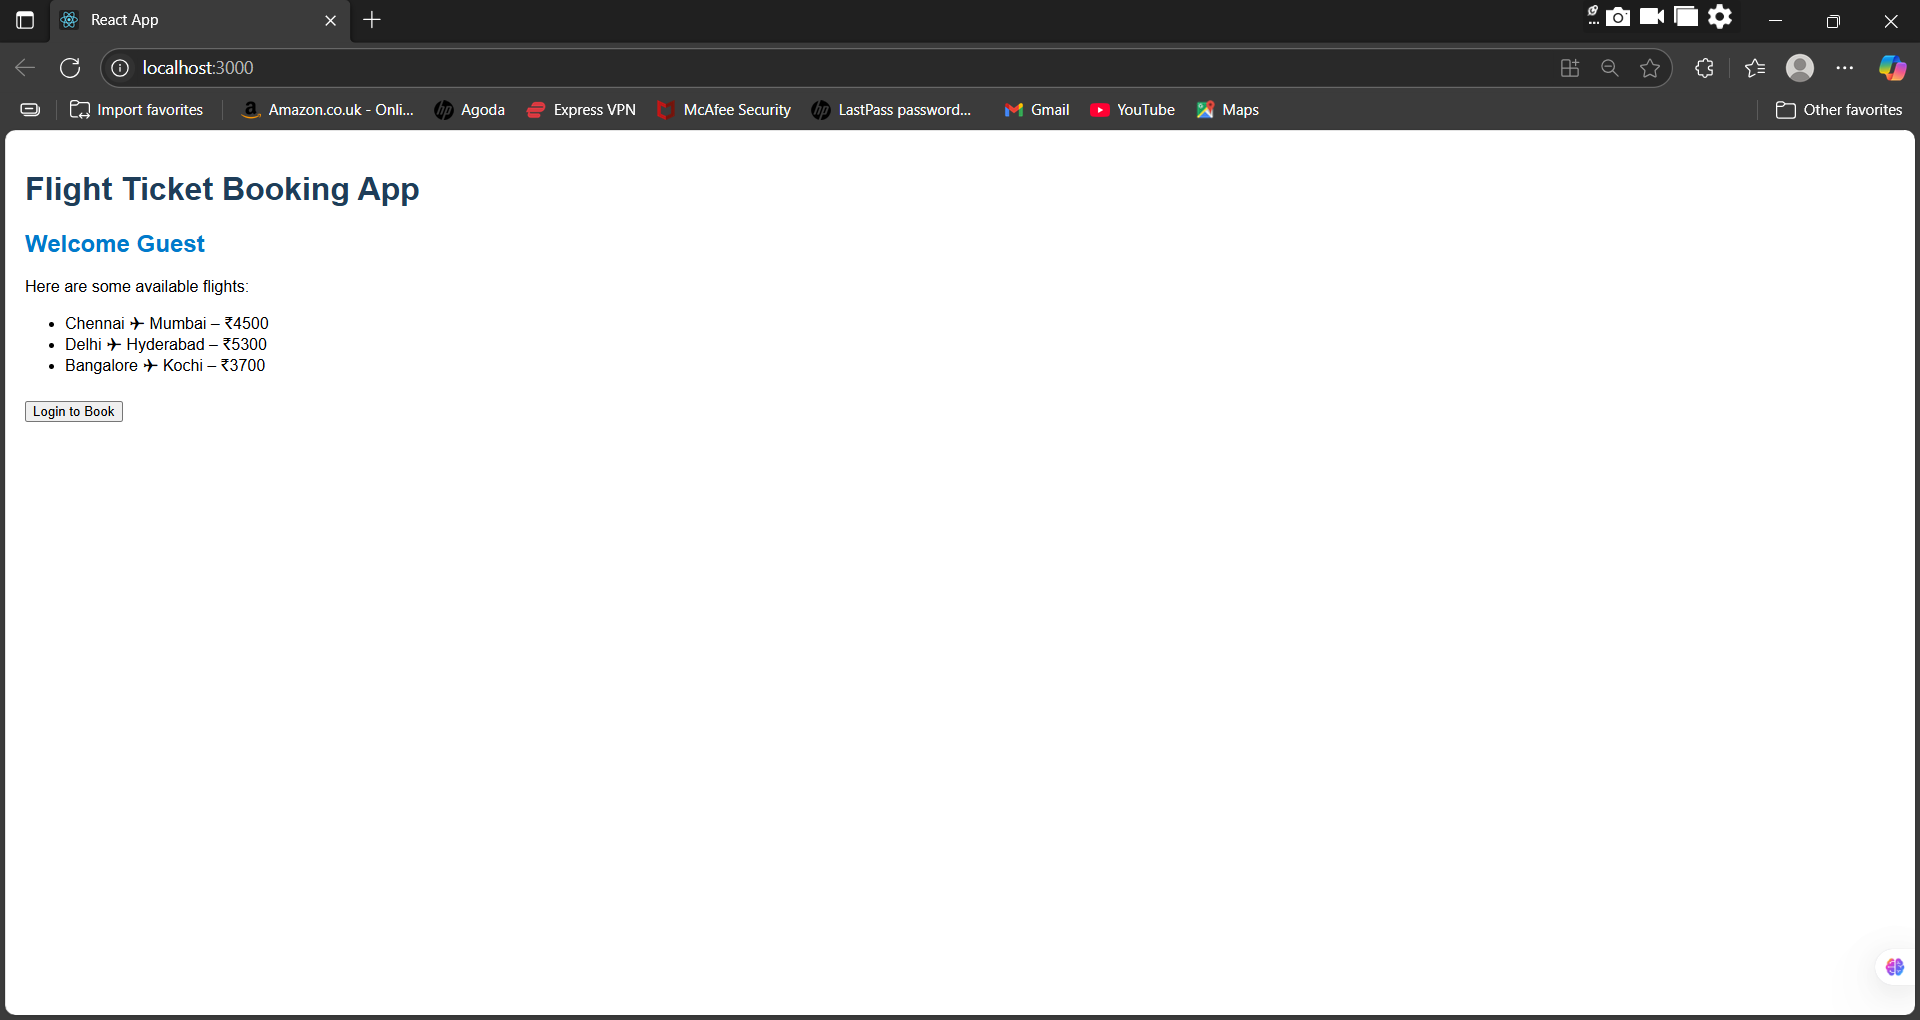 React App
localhost:3000
Import favorites
Amazon.co.uk - Onli...
Agoda
Express VPN
McAfee Security
LastPass password...
Gmail
YouTube
Maps
Other favorites
Flight Ticket Booking App
Welcome Guest
Here are some available flights:
• Chennai ✈ Mumbai – ₹4500
• Delhi ✈ Hyderabad – ₹5300
• Bangalore ✈ Kochi – ₹3700
Login to Book